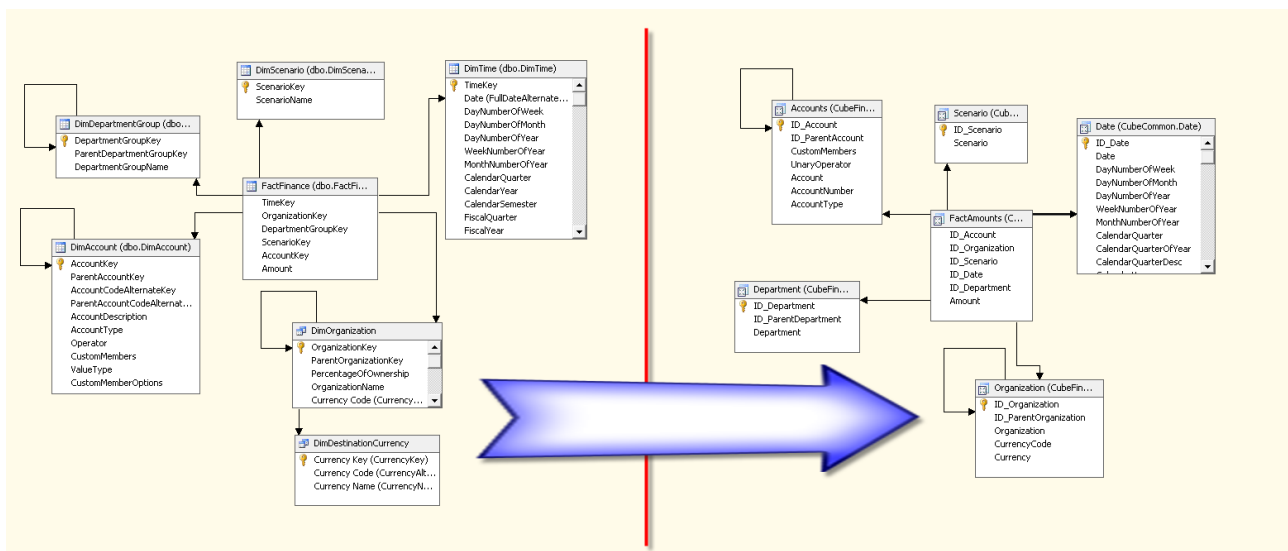 DimScenario (dbo.DimScena...
ScenarioKey
ScenarioName
DimTime (dbo.DimTime)
TimeKey
Date (FullDateAlternate...
DayNumberOfWeek
DayNumberOfMonth
DayNumberOfYear
WeekNumberOfYear
MonthNumberOfYear
CalendarQuarter
CalendarYear
CalendarSemester
FiscalQuarter
FiscalYear
DimDepartmentGroup (dbo...
DepartmentGroupKey
ParentDepartmentGroupKey
DepartmentGroupName
FactFinance (dbo.FactFi...
TimeKey
OrganizationKey
DepartmentGroupKey
ScenarioKey
AccountKey
Amount
DimAccount (dbo.DimAccount)
AccountKey
ParentAccountKey
AccountCodeAlternateKey
ParentAccountCodeAlternat...
AccountDescription
AccountType
Operator
CustomMembers
ValueType
CustomMemberOptions
DimOrganization
OrganizationKey
ParentOrganizationKey
PercentageOfOwnership
OrganizationName
Currency Code (Currency...
DimDestinationCurrency
Currency Key (CurrencyKey)
Currency Code (CurrencyAlt...
Currency Name (CurrencyN...
Accounts (CubeFin...
ID_Account
ID_ParentAccount
CustomMembers
UnaryOperator
Account
AccountNumber
AccountType
Scenario (Cub...
ID_Scenario
Scenario
Date (CubeCommon.Date)
ID_Date
Date
DayNumberOfWeek
DayNumberOfMonth
DayNumberOfYear
WeekNumberOfYear
MonthNumberOfYear
CalendarQuarter
CalendarQuarterOfYear
CalendarQuarterDesc
FactAmounts (C...
ID_Account
ID_Organization
ID_Scenario
ID_Date
ID_Department
Amount
Department (CubeFin...
ID_Department
ID_ParentDepartment
Department
Organization (CubeFin...
ID_Organization
ID_ParentOrganization
Organization
CurrencyCode
Currency